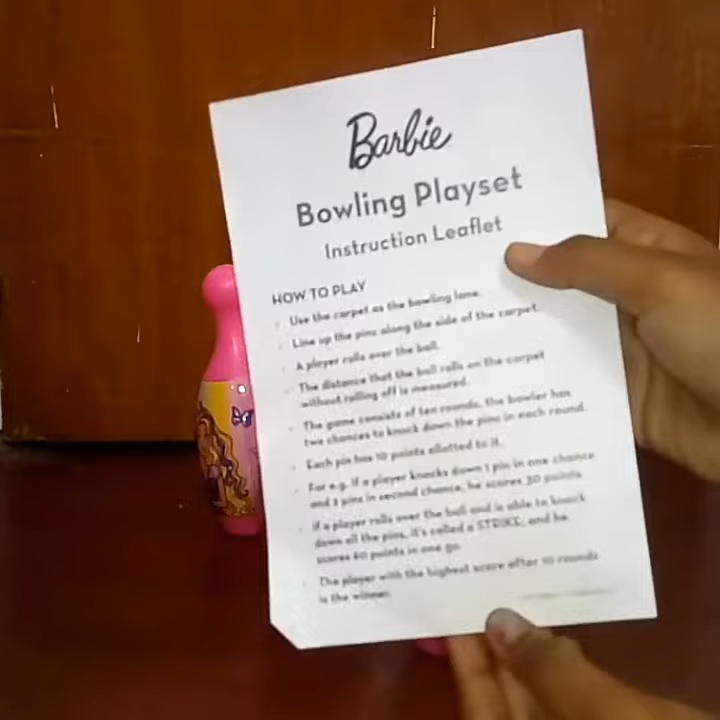 Barbie
Bowling Playset
Instruction Leaflet
HOW TO PLAY
Use the carpet as the bowling lane.
Line up the pins along the side of the carpet.
A player rolls over the ball.
The distance that the ball rolls on the carpet
without rolling off is measured.
The game consists of ten rounds, the bowler has
two chances to knock down the pins in each round.
Each pin has 10 points allotted to it.
For e.g. if a player knocks down 1 pin in one chance
and 2 pins in second chance, he scores 30 points
If a player rolls over the ball and is able to knock
down all the pins, it's called a STRIKE, and he
scores 60 points in one go.
The player with the highest score after 10 rounds
is the winner.